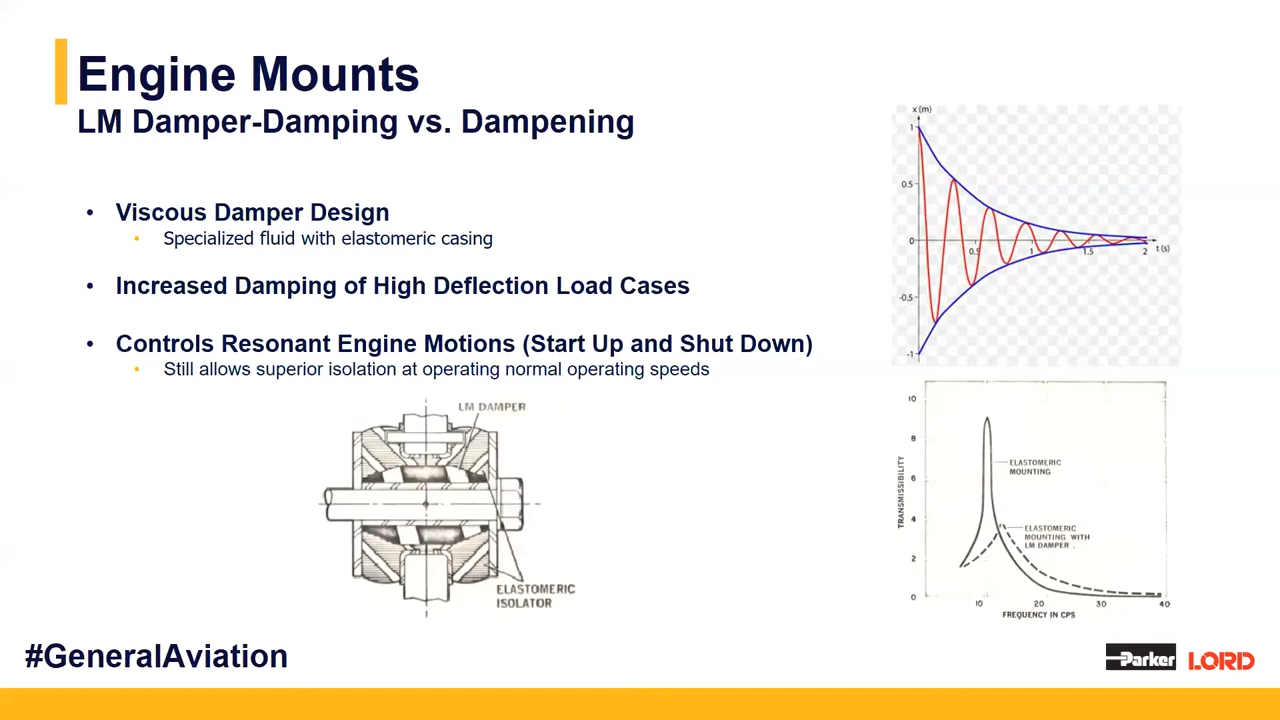 Engine Mounts
LM Damper-Damping vs. Dampening
• Viscous Damper Design
• Specialized fluid with elastomeric casing
• Increased Damping of High Deflection Load Cases
• Controls Resonant Engine Motions (Start Up and Shut Down)
• Still allows superior isolation at operating normal operating speeds
x (m)
1
0.5
0
-0.5
-1
0.5
1
1.5
2
t (s)
LM DAMPER
ELASTOMERIC
ISOLATOR
TRANSMISSIBILITY
10
8
6
4
2
0
ELASTOMERIC
MOUNTING
ELASTOMERIC
MOUNTING WITH
LM DAMPER .
10
20
30
40
FREQUENCY IN CPS
#GeneralAviation
Parker LORD